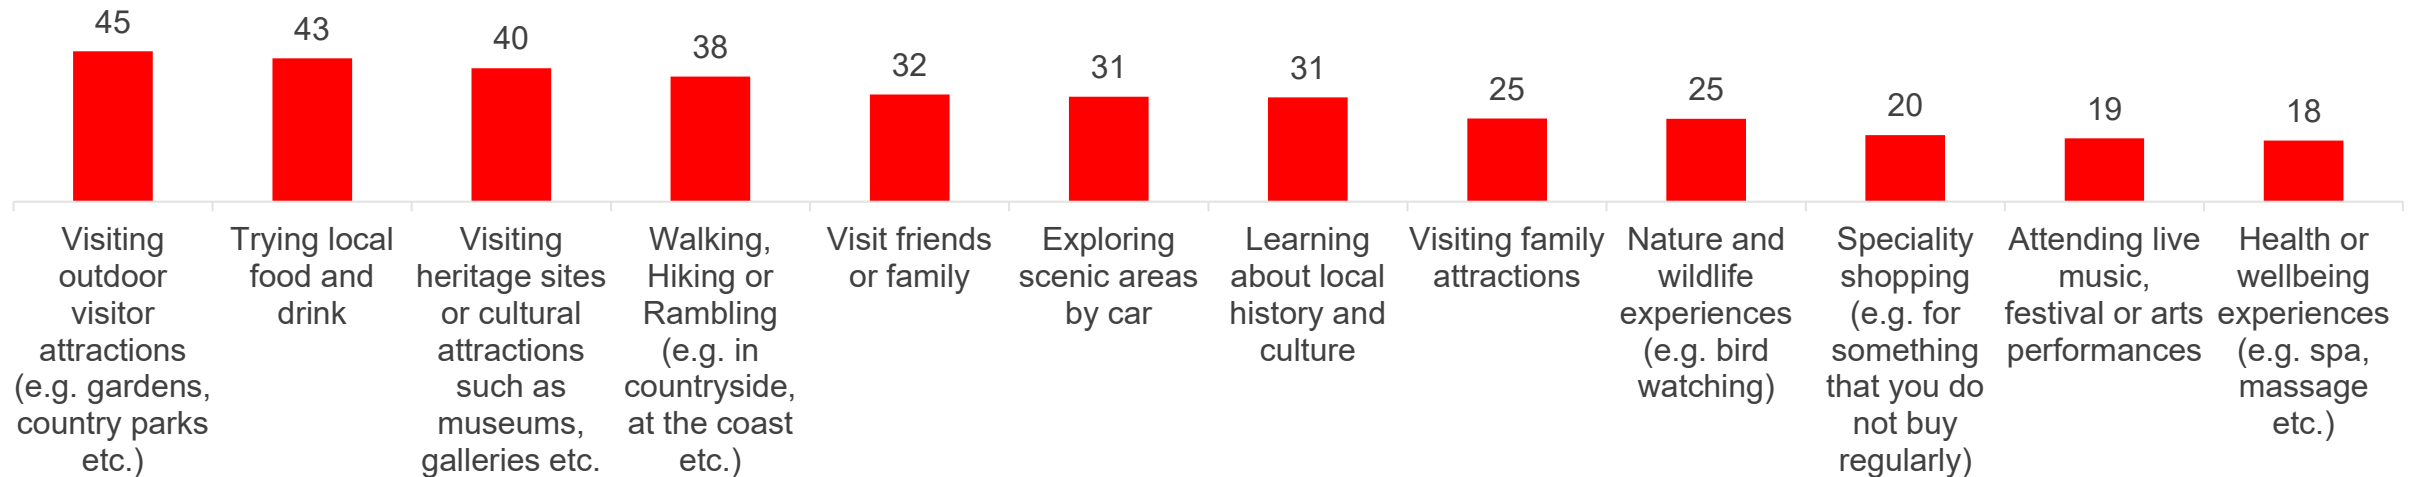 45
43
40
38
32
31
31
25
25
20
19
18
Visiting
outdoor
visitor
attractions
(e.g. gardens,
country parks
etc.)
Trying local
food and
drink
Visiting
heritage sites
or cultural
attractions
such as
museums,
galleries etc.
Walking,
Hiking or
Rambling
(e.g. in
countryside,
at the coast
etc.)
Visit friends
or family
Exploring
scenic areas
by car
Learning
about local
history and
culture
Visiting family
attractions
Nature and
wildlife
experiences
(e.g. bird
watching)
Speciality
shopping
(e.g. for
something
that you do
not buy
regularly)
Attending live
music,
festival or arts
performances
Health or
wellbeing
experiences
(e.g. spa,
massage
etc.)